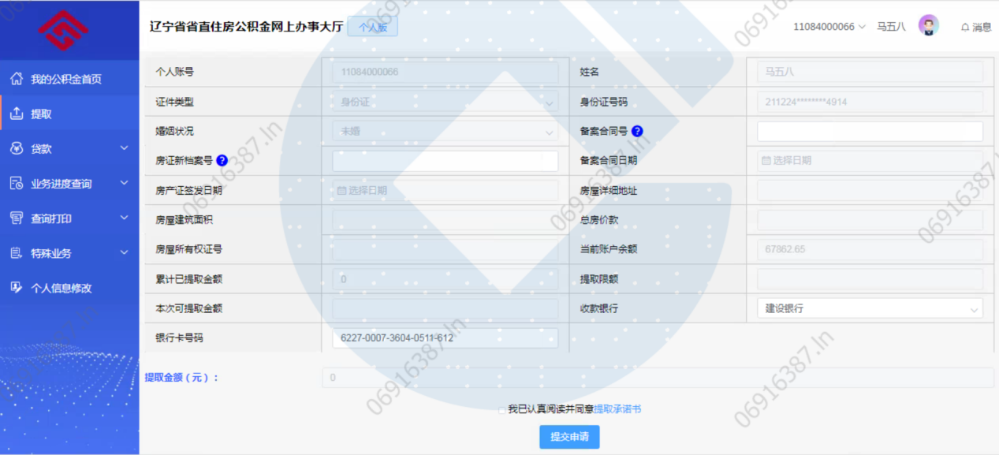 辽宁省省直住房公积金网上办事大厅 个人版
11084000066 马五八 消息
我的公积金首页
提取
贷款
业务进度查询
查询打印
特殊业务
个人信息修改
个人账号 11084000066 姓名 马五八
证件类型 身份证 身份证号码 211224********4914
婚姻状况 未婚 备案合同号 ?
房证新档案号 ? 备案合同日期 选择日期
房产证签发日期 选择日期 房屋详细地址
房屋建筑面积 总房价款
房屋所有权证号 当前账户余额 67862.65
累计已提取金额 0 提取限额
本次可提取金额 收款银行 建设银行
银行卡号码 6227-0007-3604-0511-612
提取金额（元）： 0
我已认真阅读并同意提取承诺书
提交申请
06916387.ln
06916387.ln
06916387.ln
06916387.ln
06916387.ln